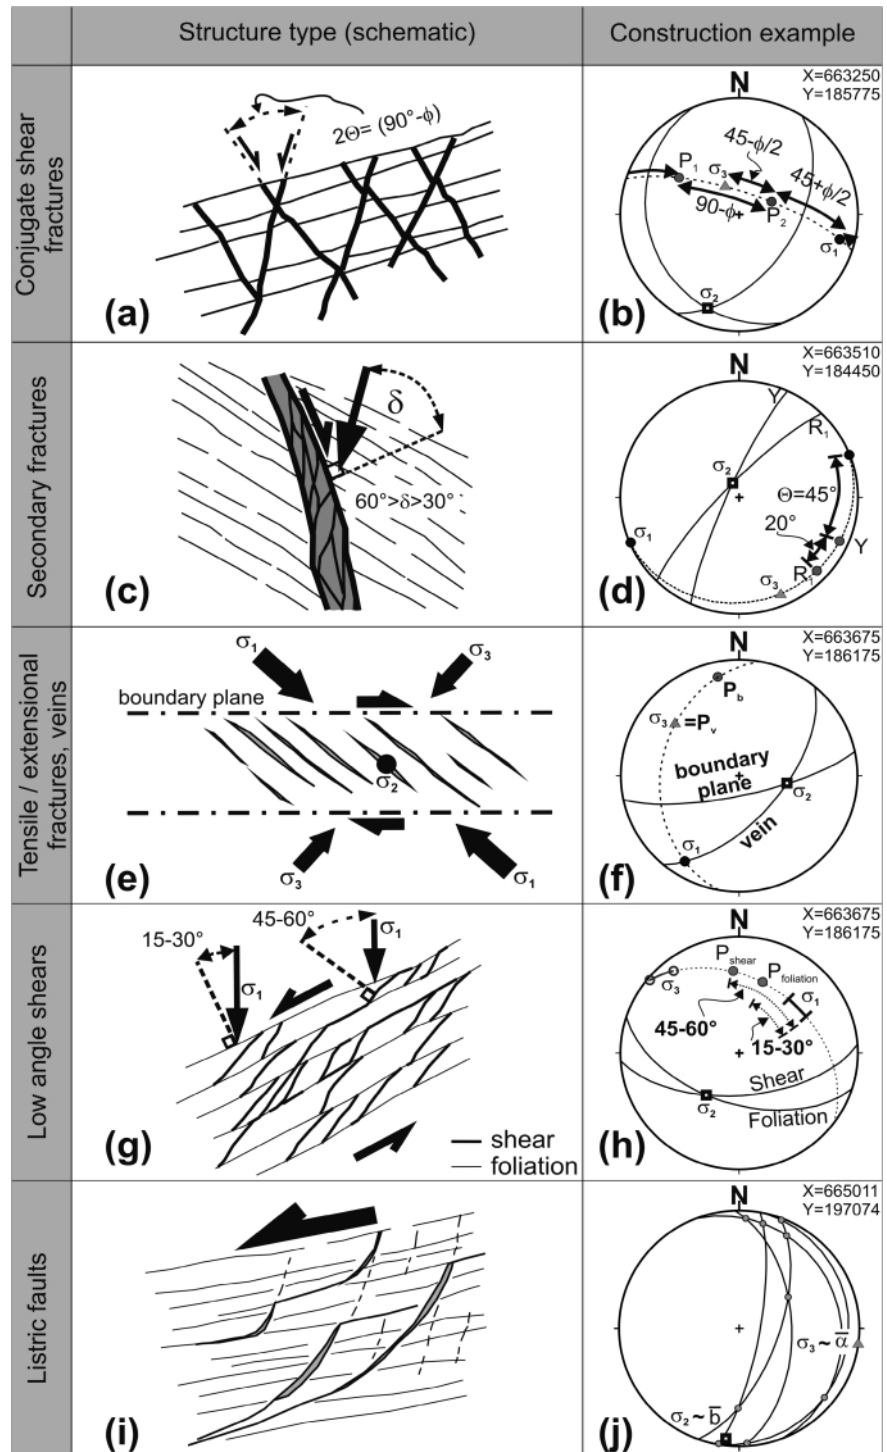 Structure type (schematic)
Construction example
Conjugate shear
fractures
2Θ= (90°-ϕ)
(a)
N
X=663250
Y=185775
45-ϕ/2
P₁
σ₃
45+ϕ/2
90-ϕ
P₂
σ₁
σ₂
(b)
Secondary fractures
δ
60°>δ>30°
(c)
N
X=663510
Y=184450
Y
R₁
σ₂
Θ=45°
20°
σ₁
Y
R₁
σ₃
(d)
Tensile / extensional
fractures, veins
σ₁
σ₃
boundary plane
σ₂
σ₃
σ₁
(e)
N
X=663675
Y=186175
P_b
σ₃=P_v
boundary
plane
σ₂
vein
σ₁
(f)
Low angle shears
15-30°
45-60°
σ₁
σ₁
shear
foliation
(g)
N
X=663675
Y=186175
P_shear
P_foliation
σ₃
σ₁
45-60°
15-30°
Shear
σ₂
Foliation
(h)
Listric faults
(i)
N
X=665011
Y=197074
σ₃~ᾱ
σ₂~b̄
(j)